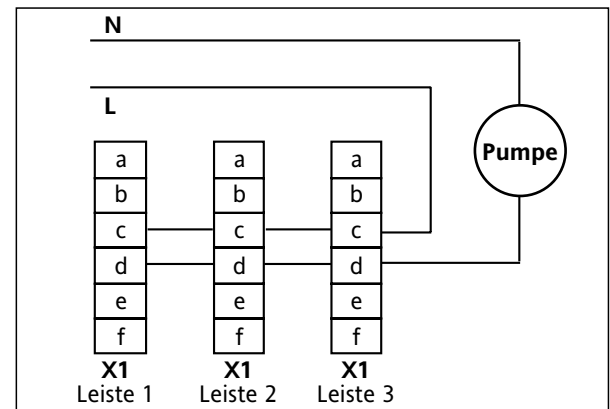 N
L
Pumpe
a a a
b b b
c c c
d d d
e e e
f f f
X1 X1 X1
Leiste 1 Leiste 2 Leiste 3